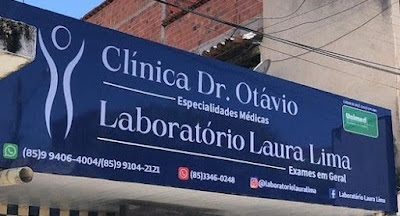 Clínica Dr. Otávio
Especialidades Médicas
Unimed
Laboratório Laura Lima
Exames em Geral
(85)9 9406-4004/(85)9 9104-2121
(85)3346-0248
@laboratoriolauralima
Laboratório Laura Lima